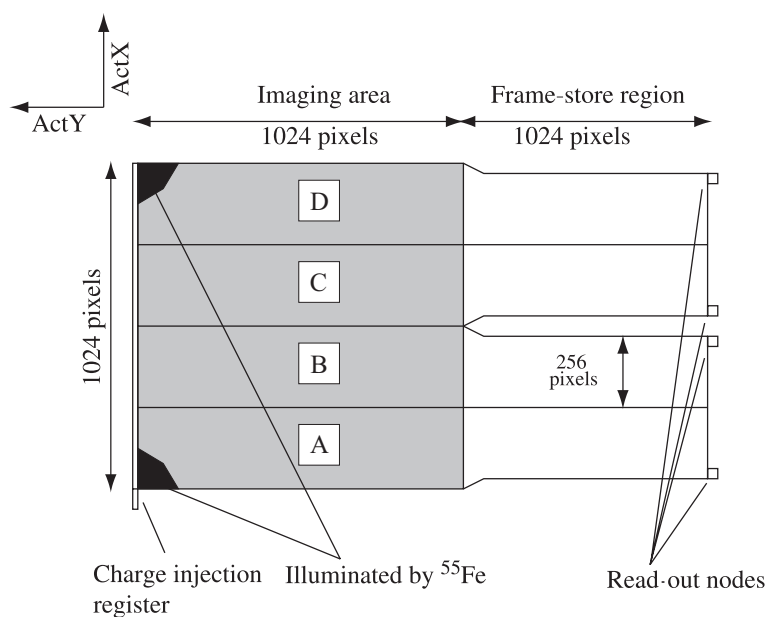 ActX
ActY
Imaging area
Frame-store region
1024 pixels
1024 pixels
1024 pixels
D
C
B
A
256
pixels
Charge injection
register
Illuminated by ⁵⁵Fe
Read-out nodes